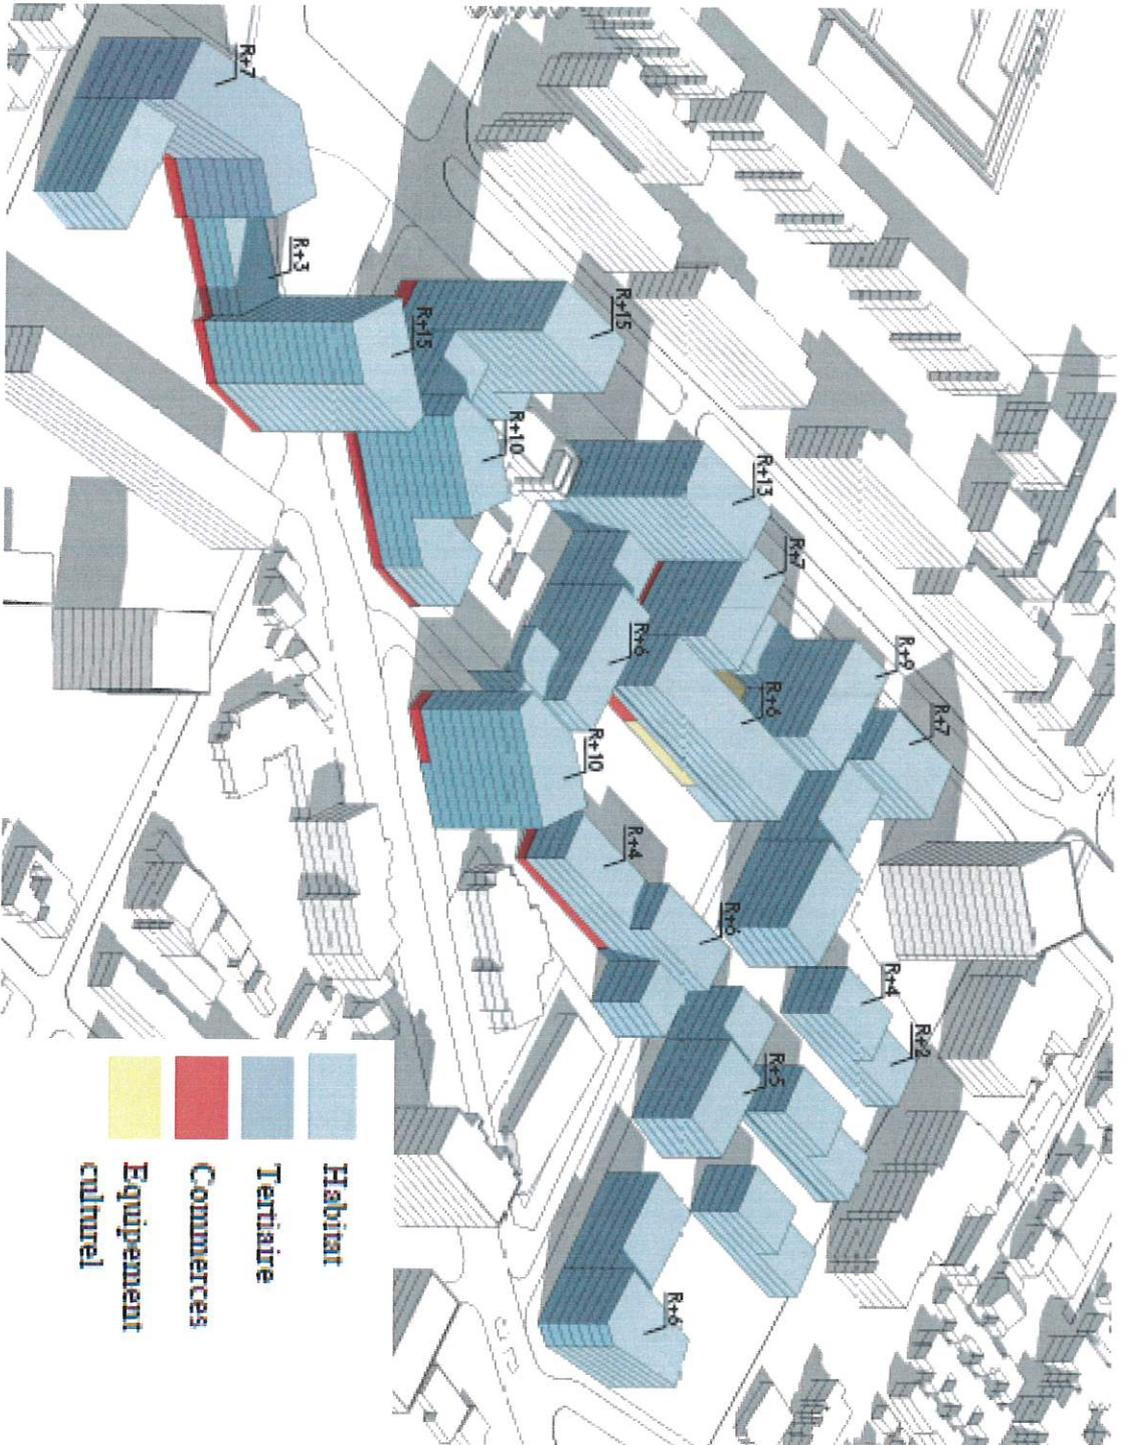 R+7
R+3
R+15
R+15
R+10
R+13
R+7
R+6
R+9
R+6
R+7
R+10
R+4
R+6
R+4
R+2
R+5
R+6
Habitat
Tertiaire
Commerces
Equipement
culturel